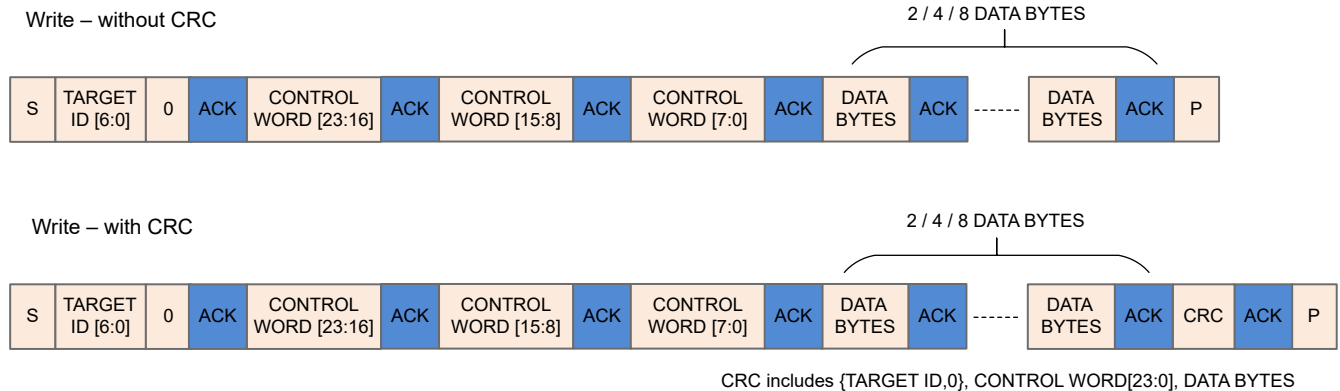 Write – without CRC
2 / 4 / 8 DATA BYTES
S
TARGET
ID [6:0]
0
ACK
CONTROL
WORD [23:16]
ACK
CONTROL
WORD [15:8]
ACK
CONTROL
WORD [7:0]
ACK
DATA
BYTES
ACK
------
DATA
BYTES
ACK
P
Write – with CRC
2 / 4 / 8 DATA BYTES
S
TARGET
ID [6:0]
0
ACK
CONTROL
WORD [23:16]
ACK
CONTROL
WORD [15:8]
ACK
CONTROL
WORD [7:0]
ACK
DATA
BYTES
ACK
------
DATA
BYTES
ACK
CRC
ACK
P
CRC includes {TARGET ID,0}, CONTROL WORD[23:0], DATA BYTES